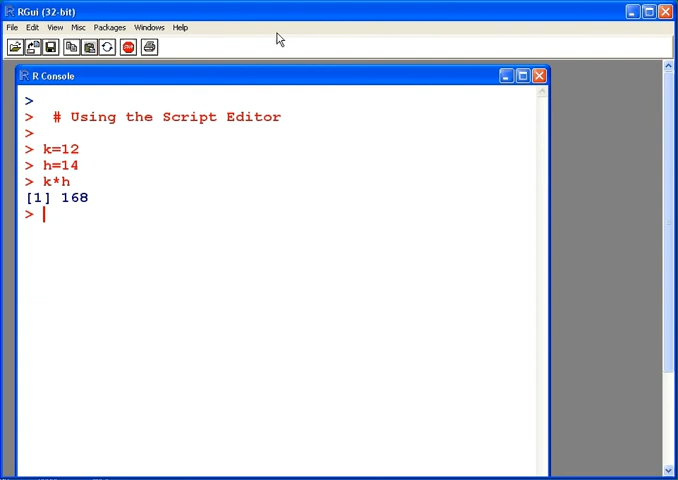 RGui (32-bit)
File Edit View Misc Packages Windows Help
STOP
R Console
>
> # Using the Script Editor
>
> k=12
> h=14
> k*h
[1] 168
>